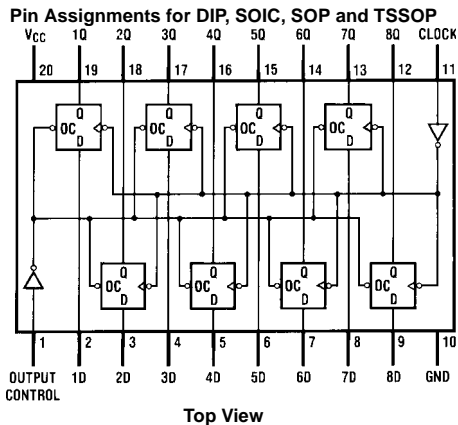 Pin Assignments for DIP, SOIC, SOP and TSSOP
VCC 1Q 2Q 3Q 4Q 5Q 6Q 7Q 8Q CLOCK
20 19 18 17 16 15 14 13 12 11
Q Q Q Q
OC OC OC OC
D D D D
Q Q Q Q
OC OC OC OC
D D D D
1 2 3 4 5 6 7 8 9 10
OUTPUT CONTROL 1D 2D 3D 4D 5D 6D 7D 8D GND
Top View